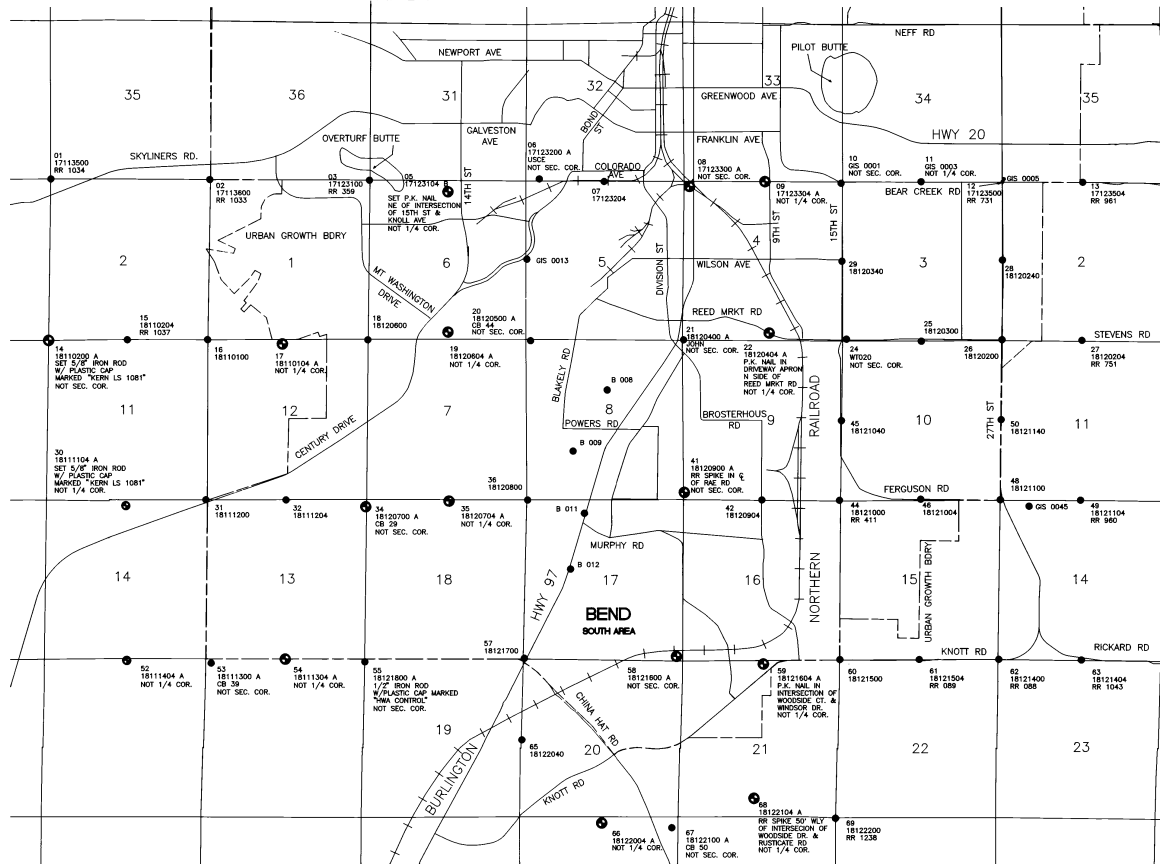 NEFF RD
NEWPORT AVE
PILOT BUTTE
35
36
31
32
33
34
35
GREENWOOD AVE
BOND ST
GALVESTON
AVE
FRANKLIN AVE
HWY 20
OVERTURF BUTTE
SKYLINERS RD.
01
17113500
RR 1034
02
17113600
RR 1033
03
17123100
RR 359
05
17123104 B
SET P.K. NAIL
NE OF INTERSECTION
OF 15TH ST &
KNOLL AVE
NOT 1/4 COR.
14TH ST
06
17123200 A
USCE
NOT SEC. COR.
COLORADO
AVE
07
17123204
08
17123300 A
NOT SEC. COR.
09
17123304 A
NOT 1/4 COR.
10
GIS 0001
NOT SEC. COR.
11
GIS 0003
NOT 1/4 COR.
BEAR CREEK RD
GIS 0005
12
17123500
RR 731
13
17123504
RR 961
URBAN GROWTH BDRY
9TH ST
15TH ST
DIVISION ST
2
1
6
5
4
3
2
MT WASHINGTON
DRIVE
GIS 0013
WILSON AVE
29
18120340
28
18120240
REED MRKT RD
14
18110200 A
SET 5/8" IRON ROD
W/ PLASTIC CAP
MARKED "KERN LS 1081"
NOT SEC. COR.
15
18110204
RR 1037
16
18110100
17
18110104 A
NOT 1/4 COR.
18
18120600
19
18120604 A
NOT 1/4 COR.
20
18120500 A
CB 44
NOT SEC. COR.
21
18120400 A
JOHN
NOT SEC. COR.
22
18120404 A
P.K. NAIL IN
DRIVEWAY APRON
N SIDE OF
REED MRKT RD
NOT 1/4 COR.
24
WT020
NOT SEC. COR.
25
18120300
26
18120200
STEVENS RD
27
18120204
RR 751
BLAKELY RD
B 008
11
12
7
8
9
10
11
POWERS RD
BROSTERHOUS
RD
RAILROAD
CENTURY DRIVE
B 009
45
18121040
27TH ST
50
18121140
30
18111104 A
SET 5/8" IRON ROD
W/ PLASTIC CAP
MARKED "KERN LS 1081"
NOT 1/4 COR.
31
18111200
32
18111204
34
18120700 A
CB 29
NOT SEC. COR.
35
18120704 A
NOT 1/4 COR.
36
18120800
B 011
41
18120900 A
RR SPIKE IN ℄
OF RAE RD
NOT SEC. COR.
42
18120904
44
18121000
RR 411
FERGUSON RD
46
18121004
48
18121100
GIS 0045
49
18121104
RR 960
MURPHY RD
B 012
14
13
18
17
16
15
14
HWY 97
BEND
SOUTH AREA
NORTHERN
URBAN GROWTH BDRY
52
18111404 A
NOT 1/4 COR.
53
18111300 A
CB 39
NOT SEC. COR.
54
18111304 A
NOT 1/4 COR.
55
18121800 A
1/2" IRON ROD
W/PLASTIC CAP MARKED
"HWA CONTROL"
NOT SEC. COR.
57
18121700
58
18121600 A
NOT SEC. COR.
59
18121604 A
P.K. NAIL IN
INTERSECTION OF
WOODSIDE CT. &
WINDSOR DR.
NOT 1/4 COR.
60
18121500
KNOTT RD
61
18121504
RR 089
62
18121400
RR 088
RICKARD RD
63
18121404
RR 1043
CHINA HAT RD
19
20
21
22
23
65
18122040
BURLINGTON
KNOTT RD
66
18122004 A
NOT 1/4 COR.
67
18122100 A
CB 50
NOT SEC. COR.
68
18122104 A
RR SPIKE 50' WLY
OF INTERSECION OF
WOODSIDE DR. &
RUSTICATE RD
NOT 1/4 COR.
69
18122200
RR 1238